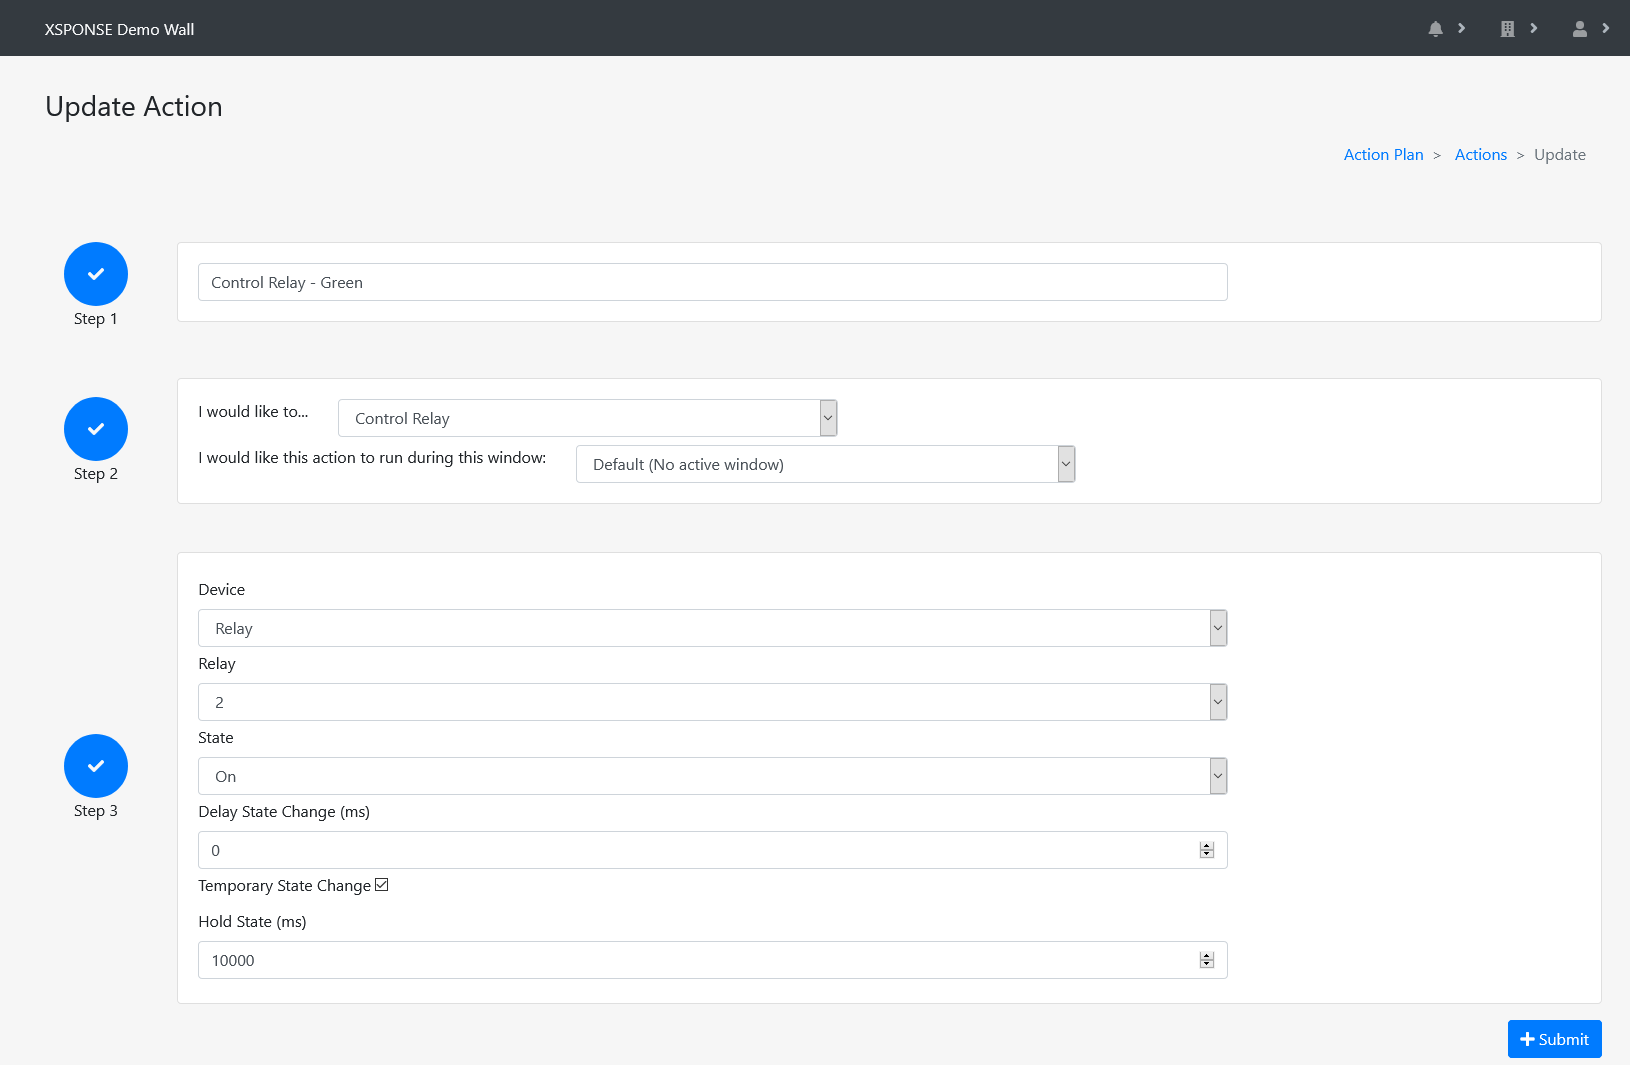 XSPONSE Demo Wall
Update Action
Action Plan > Actions > Update
Control Relay - Green
Step 1
I would like to... Control Relay
I would like this action to run during this window: Default (No active window)
Step 2
Device
Relay
Relay
2
State
On
Step 3
Delay State Change (ms)
0
Temporary State Change
Hold State (ms)
10000
Submit